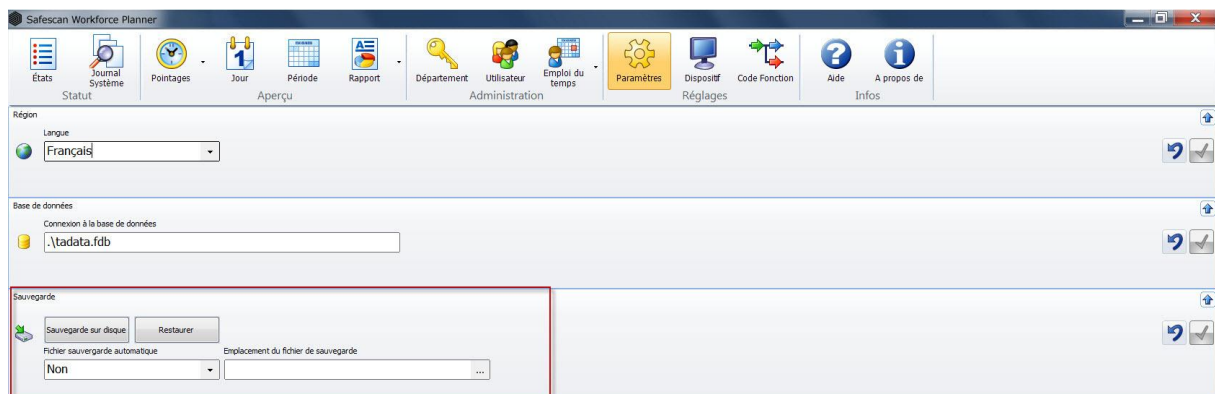 Safescan Workforce Planner
États
Journal Système
Pointages
Jour
Période
Rapport
Département
Utilisateur
Emploi du temps
Paramètres
Dispositif
Code Fonction
Aide
A propos de
Statut
Aperçu
Administration
Réglages
Infos
Région
Langue
Français
Base de données
Connexion à la base de données
.\tadata.fdb
Sauvegarde
Sauvegarde sur disque
Restaurer
Fichier sauvergarde automatique
Emplacement du fichier de sauvegarde
Non
...